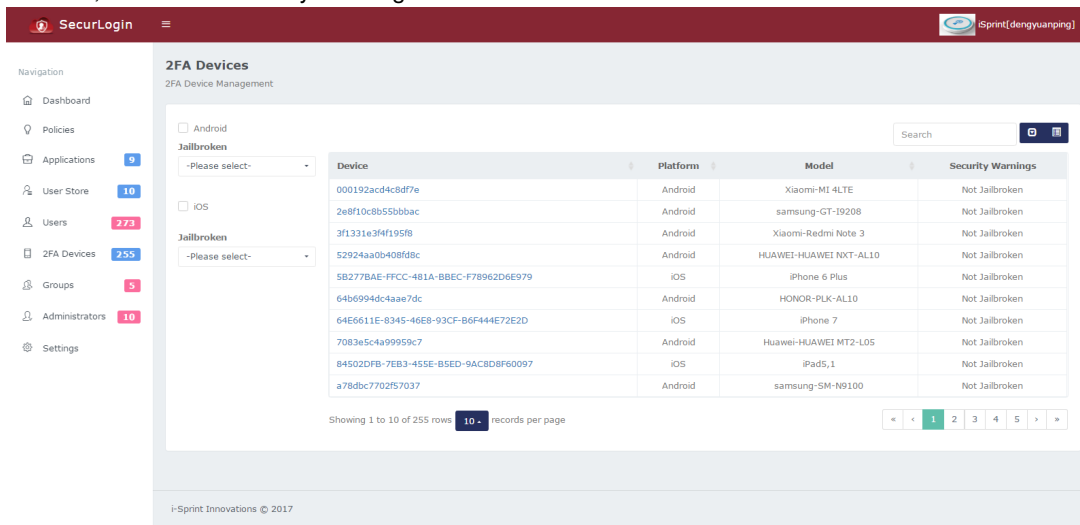 SecurLogin
iSprint[dengyuanping]
Navigation
Dashboard
Policies
Applications 9
User Store 10
Users 273
2FA Devices 255
Groups 5
Administrators 10
Settings
2FA Devices
2FA Device Management
Android
Jailbroken
-Please select-
iOS
Jailbroken
-Please select-
Search
Device Platform Model Security Warnings
000192acd4c8df7e Android Xiaomi-MI 4LTE Not Jailbroken
2e8f10c8b55bbbac Android samsung-GT-I9208 Not Jailbroken
3f1331e3f4f195f8 Android Xiaomi-Redmi Note 3 Not Jailbroken
52924aa0b408fd8c Android HUAWEI-HUAWEI NXT-AL10 Not Jailbroken
5B277BAE-FFCC-481A-BBEC-F78962D6E979 iOS iPhone 6 Plus Not Jailbroken
64b6994dc4aae7dc Android HONOR-PLK-AL10 Not Jailbroken
64E6611E-8345-46E8-93CF-B6F444E72E2D iOS iPhone 7 Not Jailbroken
7083e5c4a99959c7 Android Huawei-HUAWEI MT2-L05 Not Jailbroken
84502DFB-7EB3-455E-B5ED-9AC8D8F60097 iOS iPad5,1 Not Jailbroken
a78dbc7702f57037 Android samsung-SM-N9100 Not Jailbroken
Showing 1 to 10 of 255 rows 10 records per page
« ‹ 1 2 3 4 5 › »
i-Sprint Innovations © 2017